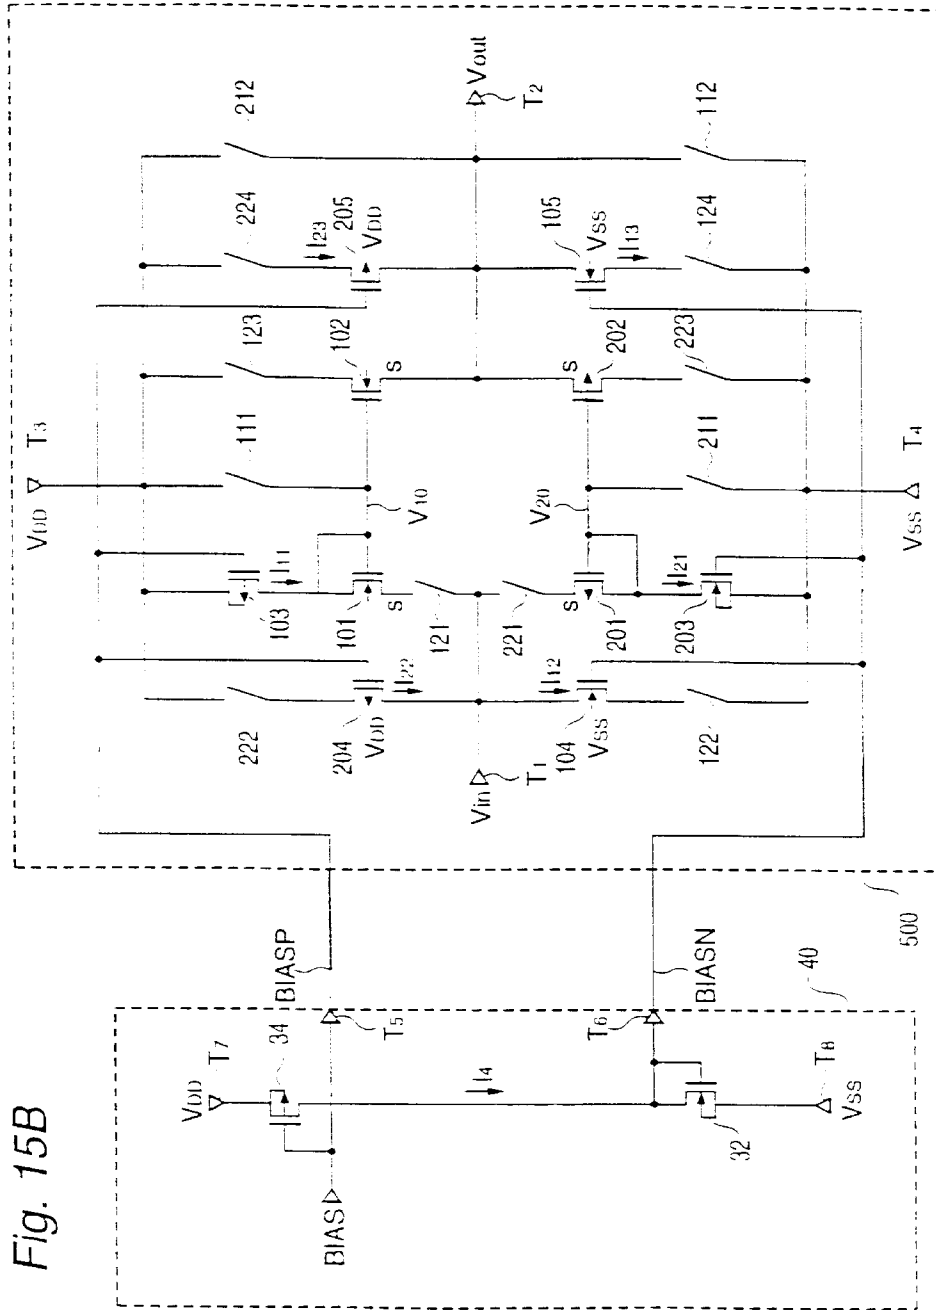 Fig. 15B
VDD T3
VDD T7
34
BIASP
BIAS
T5
I4
T6
BIASN
32
T8
VSS
40
500
222
103
I11
111
123
224
212
204
VDD
I22
101
S
V10
102
S
I23
205
VDD
121
Vin
T1
221
Vout
T2
104
VSS
I12
S
201
V20
S
202
105
VSS
I13
122
203
I21
211
223
124
112
VSS T4